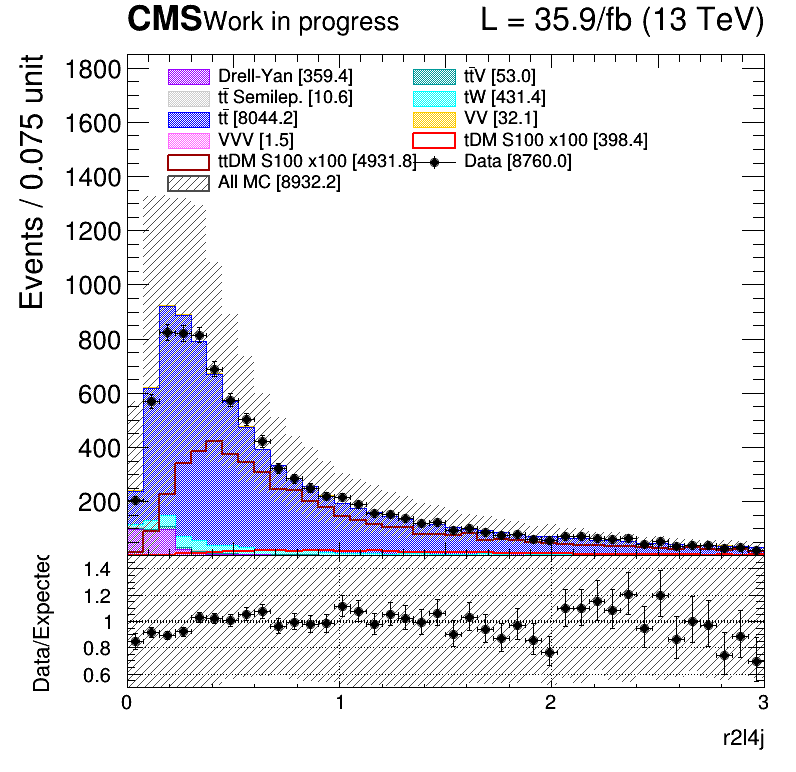 CMS Work in progress L = 35.9/fb (13 TeV)
Events / 0.075 unit
1800
1600
1400
1200
1000
800
600
400
200
Drell-Yan [359.4] tt̄V [53.0]
tt̄ Semilep. [10.6] tW [431.4]
tt̄ [8044.2] VV [32.1]
VVV [1.5] tDM S100 x100 [398.4]
ttDM S100 x100 [4931.8] Data [8760.0]
All MC [8932.2]
Data/Expected
1.4
1.2
1
0.8
0.6
0 1 2 3
r2l4j